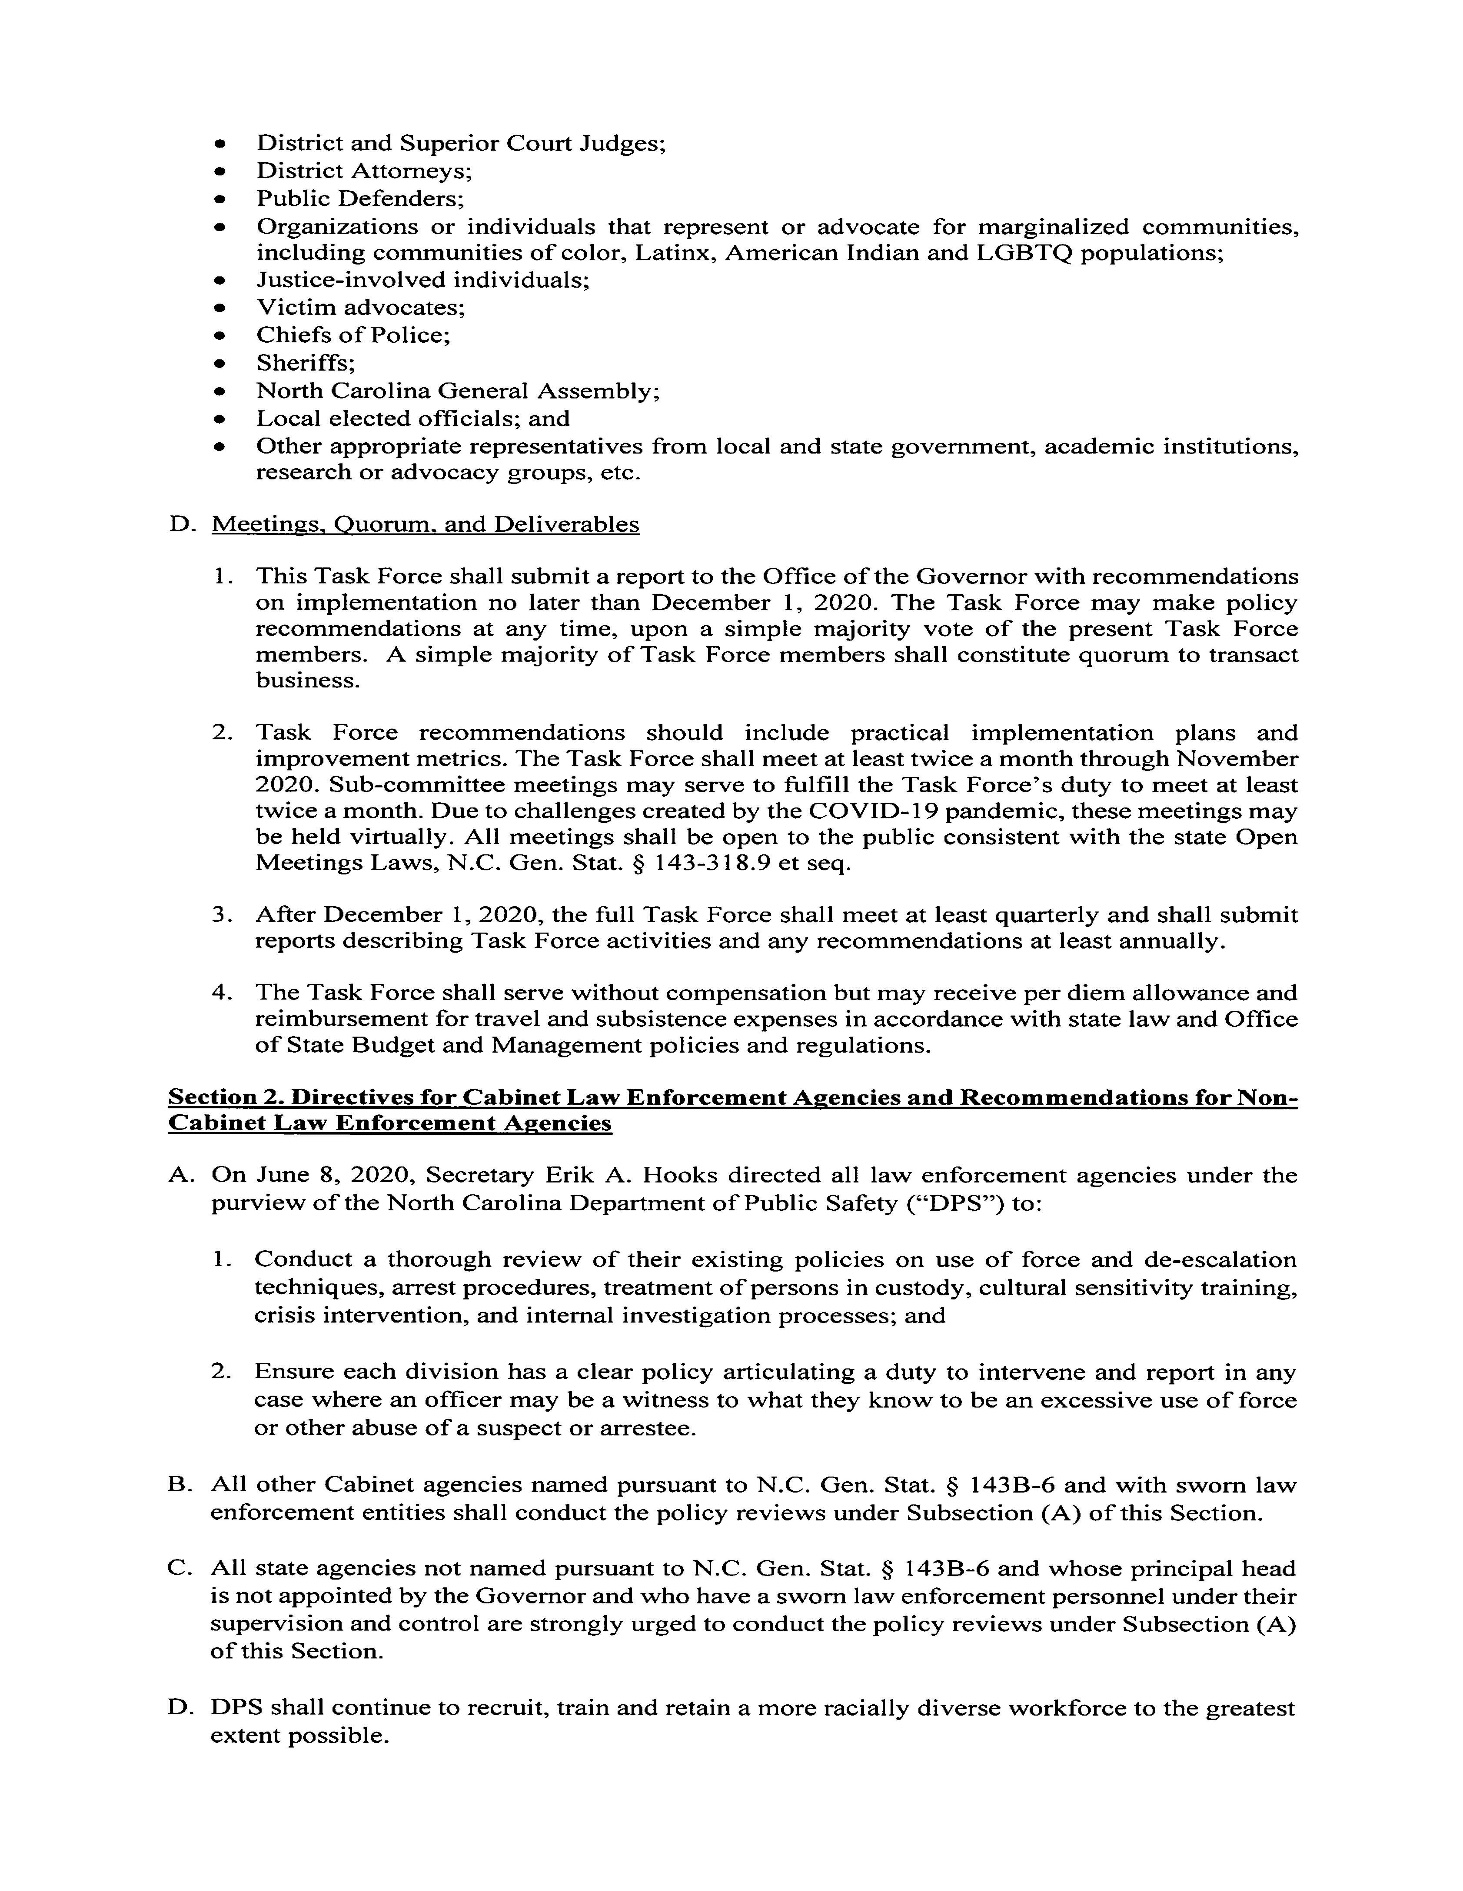 • District and Superior Court Judges;
• District Attorneys;
• Public Defenders;
• Organizations or individuals that represent or advocate for marginalized communities,
including communities of color, Latinx, American Indian and LGBTQ populations;
• Justice-involved individuals;
• Victim advocates;
• Chiefs of Police;
• Sheriffs;
• North Carolina General Assembly;
• Local elected officials; and
• Other appropriate representatives from local and state government, academic institutions,
research or advocacy groups, etc.
D. Meetings, Quorum, and Deliverables
1. This Task Force shall submit a report to the Office of the Governor with recommendations
on implementation no later than December 1, 2020. The Task Force may make policy
recommendations at any time, upon a simple majority vote of the present Task Force
members. A simple majority of Task Force members shall constitute quorum to transact
business.
2. Task Force recommendations should include practical implementation plans and
improvement metrics. The Task Force shall meet at least twice a month through November
2020. Sub-committee meetings may serve to fulfill the Task Force's duty to meet at least
twice a month. Due to challenges created by the COVID-19 pandemic, these meetings may
be held virtually. All meetings shall be open to the public consistent with the state Open
Meetings Laws, N.C. Gen. Stat. § 143-318.9 et seq.
3. After December 1, 2020, the full Task Force shall meet at least quarterly and shall submit
reports describing Task Force activities and any recommendations at least annually.
4. The Task Force shall serve without compensation but may receive per diem allowance and
reimbursement for travel and subsistence expenses in accordance with state law and Office
of State Budget and Management policies and regulations.
Section 2. Directives for Cabinet Law Enforcement Agencies and Recommendations for Non-
Cabinet Law Enforcement Agencies
A. On June 8, 2020, Secretary Erik A. Hooks directed all law enforcement agencies under the
purview of the North Carolina Department of Public Safety (“DPS”) to:
1. Conduct a thorough review of their existing policies on use of force and de-escalation
techniques, arrest procedures, treatment of persons in custody, cultural sensitivity training,
crisis intervention, and internal investigation processes; and
2. Ensure each division has a clear policy articulating a duty to intervene and report in any
case where an officer may be a witness to what they know to be an excessive use of force
or other abuse of a suspect or arrestee.
B. All other Cabinet agencies named pursuant to N.C. Gen. Stat. § 143B-6 and with sworn law
enforcement entities shall conduct the policy reviews under Subsection (A) of this Section.
C. All state agencies not named pursuant to N.C. Gen. Stat. § 143B-6 and whose principal head
is not appointed by the Governor and who have a sworn law enforcement personnel under their
supervision and control are strongly urged to conduct the policy reviews under Subsection (A)
of this Section.
D. DPS shall continue to recruit, train and retain a more racially diverse workforce to the greatest
extent possible.